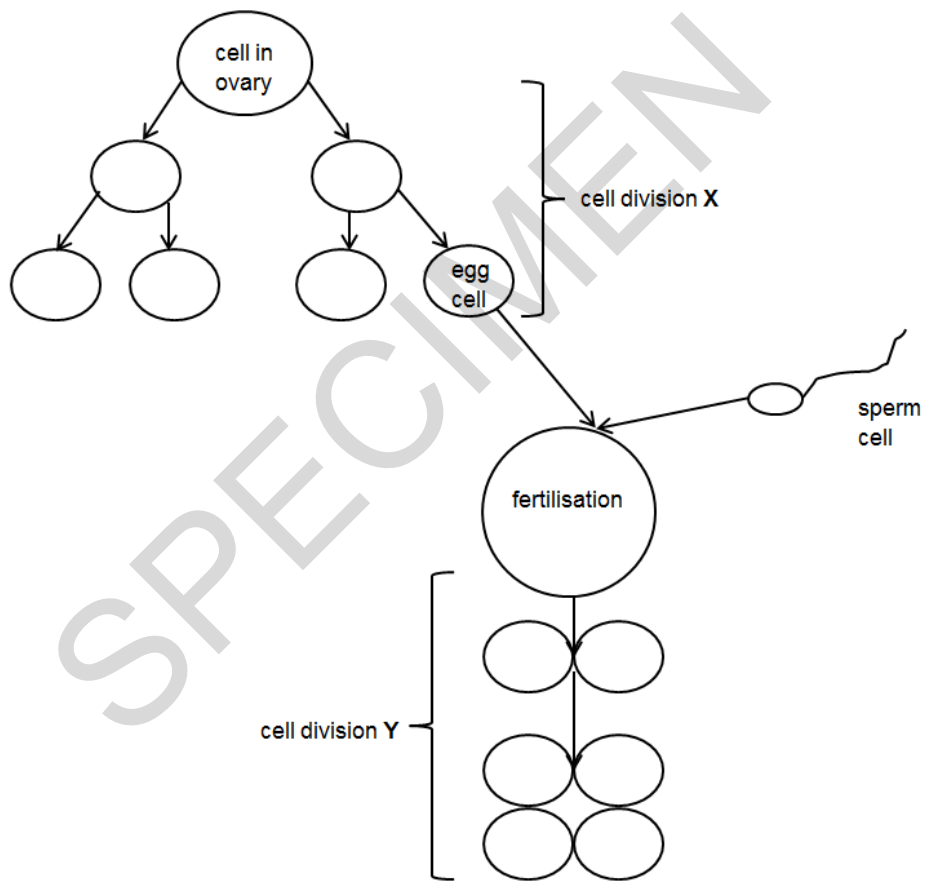 cell in
ovary
cell division X
egg
cell
sperm
cell
fertilisation
cell division Y
SPECIMEN